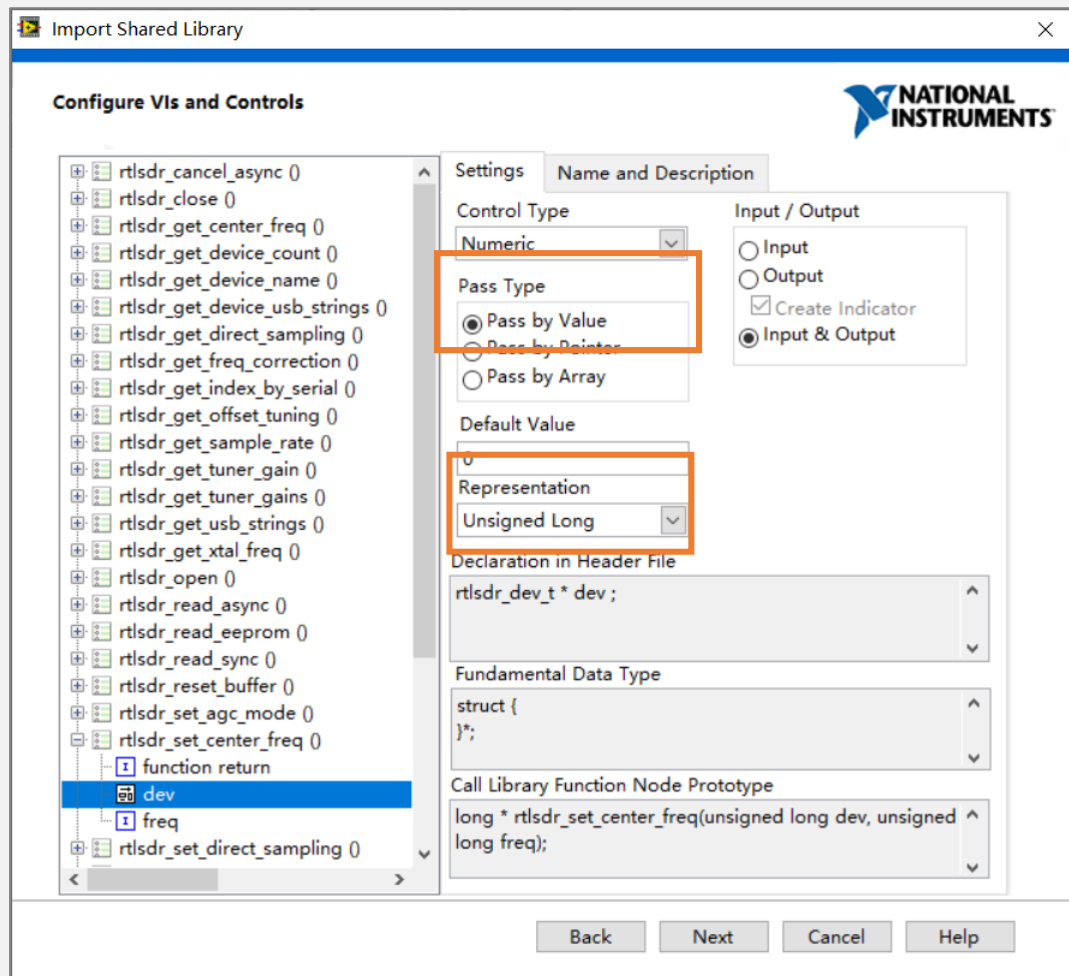 Import Shared Library
Configure VIs and Controls
NATIONAL
INSTRUMENTS
rtlsdr_cancel_async ()
rtlsdr_close ()
rtlsdr_get_center_freq ()
rtlsdr_get_device_count ()
rtlsdr_get_device_name ()
rtlsdr_get_device_usb_strings ()
rtlsdr_get_direct_sampling ()
rtlsdr_get_freq_correction ()
rtlsdr_get_index_by_serial ()
rtlsdr_get_offset_tuning ()
rtlsdr_get_sample_rate ()
rtlsdr_get_tuner_gain ()
rtlsdr_get_tuner_gains ()
rtlsdr_get_usb_strings ()
rtlsdr_get_xtal_freq ()
rtlsdr_open ()
rtlsdr_read_async ()
rtlsdr_read_eeprom ()
rtlsdr_read_sync ()
rtlsdr_reset_buffer ()
rtlsdr_set_agc_mode ()
rtlsdr_set_center_freq ()
function return
dev
freq
rtlsdr_set_direct_sampling ()
Settings
Name and Description
Control Type
Numeric
Pass Type
Pass by Value
Pass by Pointer
Pass by Array
Input / Output
Input
Output
Create Indicator
Input & Output
Default Value
0
Representation
Unsigned Long
Declaration in Header File
rtlsdr_dev_t * dev ;
Fundamental Data Type
struct {
}*;
Call Library Function Node Prototype
long * rtlsdr_set_center_freq(unsigned long dev, unsigned
long freq);
Back
Next
Cancel
Help